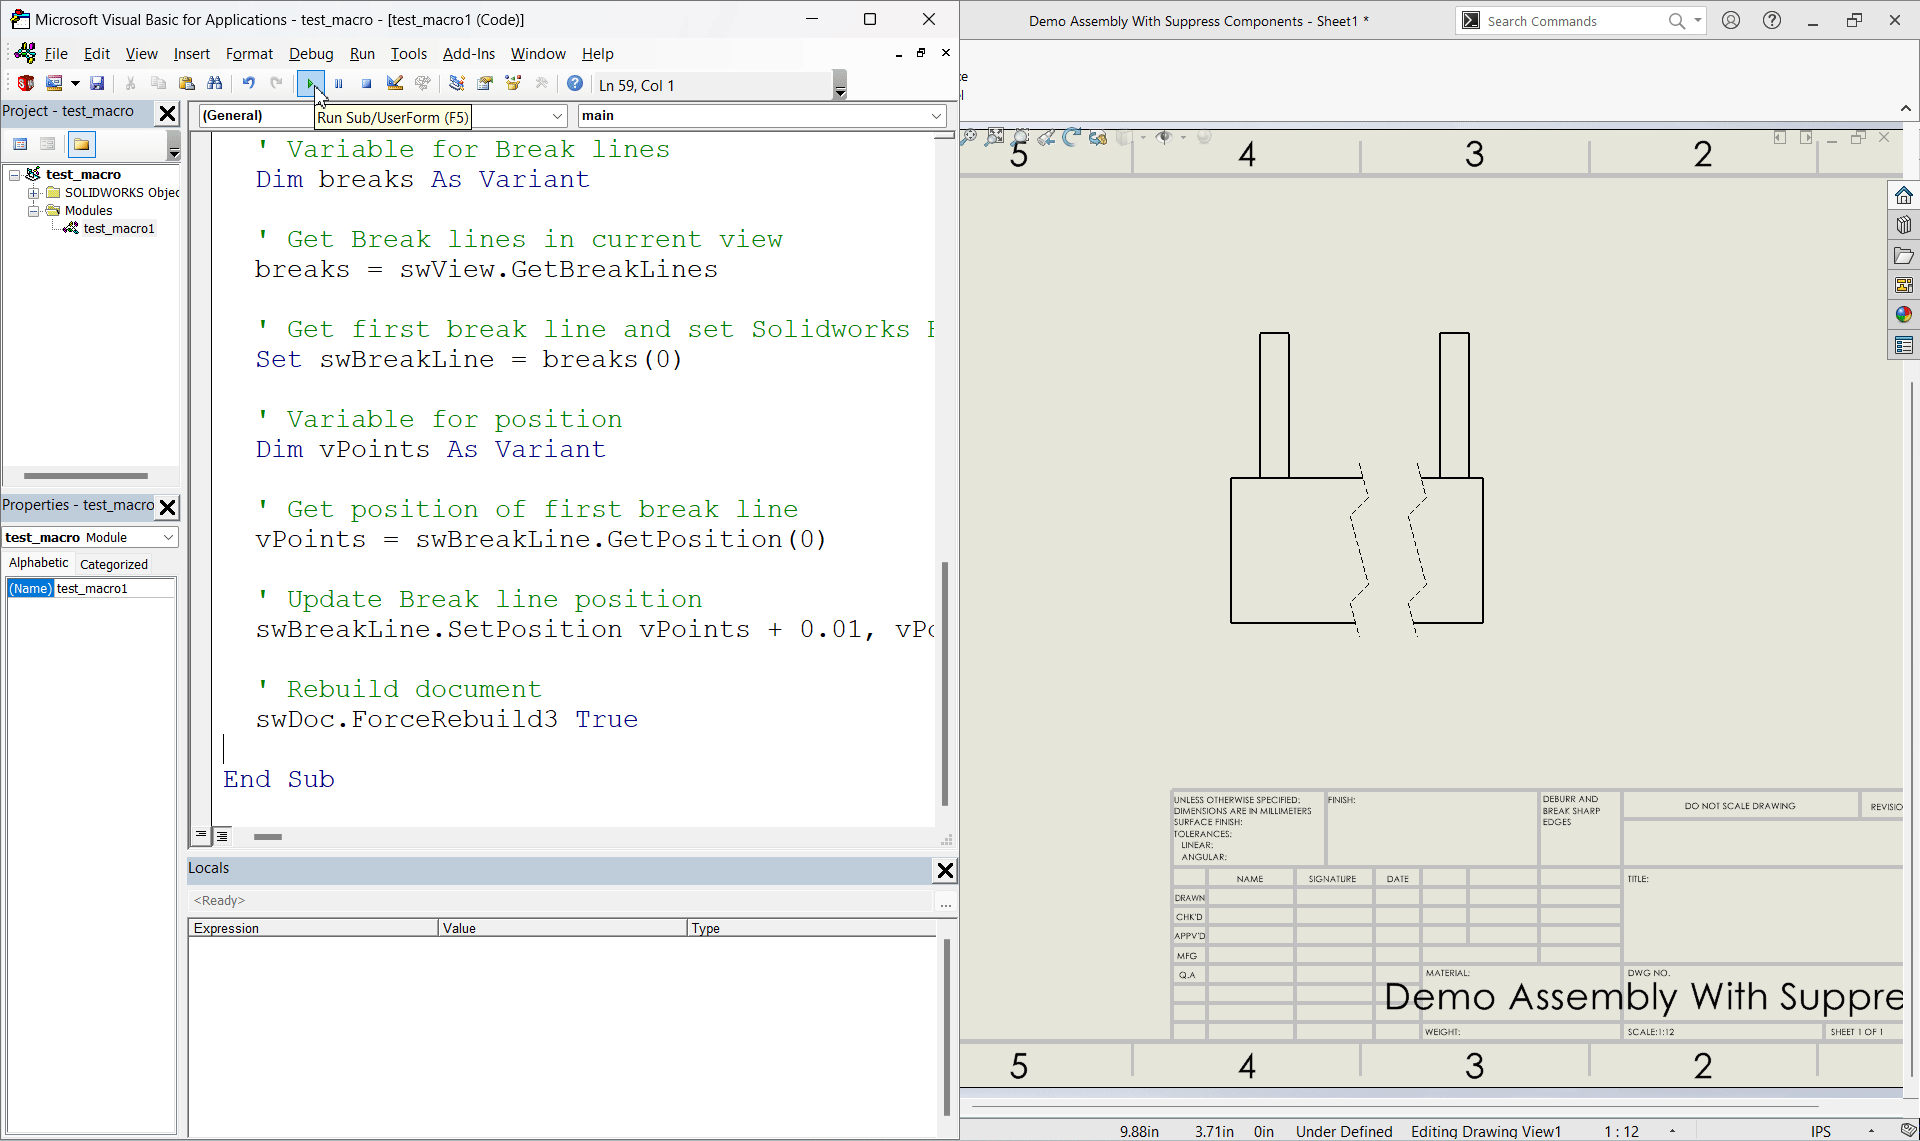 Microsoft Visual Basic for Applications - test_macro - [test_macro1 (Code)]
File Edit View Insert Format Debug Run Tools Add-Ins Window Help
Ln 59, Col 1
Project - test_macro
test_macro
SOLIDWORKS Objec
Modules
test_macro1
Properties - test_macro
test_macro Module
Alphabetic Categorized
(Name) test_macro1
(General)
main
Run Sub/UserForm (F5)
' Variable for Break lines
Dim breaks As Variant
' Get Break lines in current view
breaks = swView.GetBreakLines
' Get first break line and set Solidworks
Set swBreakLine = breaks(0)
' Variable for position
Dim vPoints As Variant
' Get position of first break line
vPoints = swBreakLine.GetPosition(0)
' Update Break line position
swBreakLine.SetPosition vPoints + 0.01, vPo
' Rebuild document
swDoc.ForceRebuild3 True
End Sub
Locals
<Ready>
...
Expression Value Type
Demo Assembly With Suppress Components - Sheet1 *
Search Commands
5 4 3 2
UNLESS OTHERWISE SPECIFIED:
DIMENSIONS ARE IN MILLIMETERS
SURFACE FINISH:
TOLERANCES:
LINEAR:
ANGULAR:
FINISH:
DEBURR AND
BREAK SHARP
EDGES
DO NOT SCALE DRAWING
REVISIO
NAME SIGNATURE DATE
TITLE:
DRAWN
CHK'D
APPV'D
MFG
Q.A
MATERIAL:
DWG NO.
Demo Assembly With Suppre
WEIGHT:
SCALE:1:12
SHEET 1 OF 1
5 4 3 2
9.88in 3.71in 0in Under Defined Editing Drawing View1 1 : 12 IPS